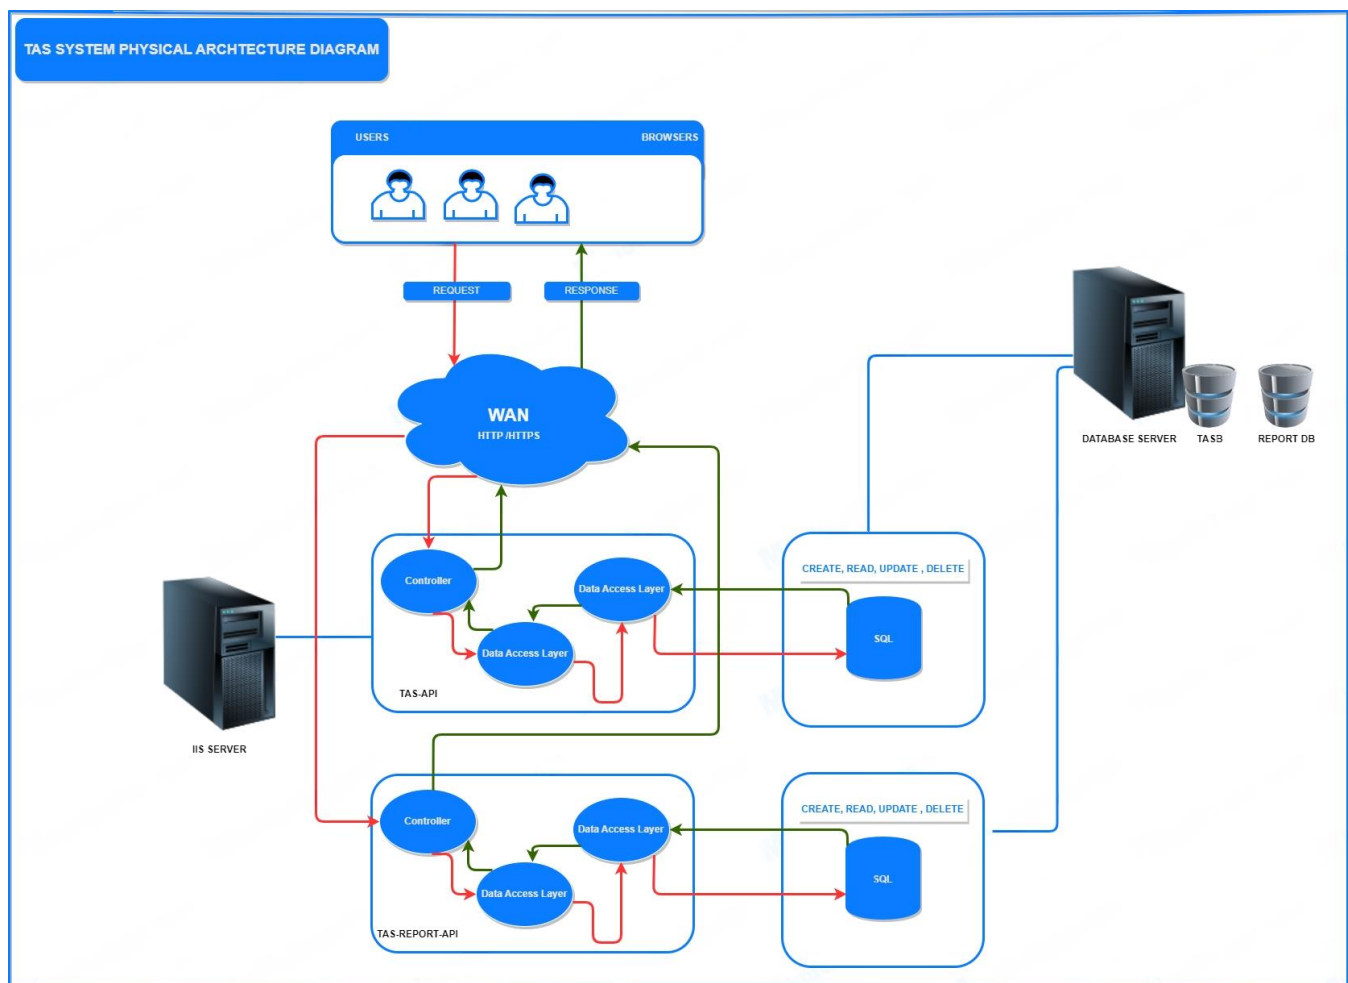 TAS SYSTEM PHYSICAL ARCHTECTURE DIAGRAM
USERS
BROWSERS
REQUEST
RESPONSE
WAN
HTTP /HTTPS
DATABASE SERVER
TASB
REPORT DB
Controller
Data Access Layer
Data Access Layer
TAS-API
CREATE, READ, UPDATE , DELETE
SQL
IIS SERVER
Controller
Data Access Layer
Data Access Layer
TAS-REPORT-API
CREATE, READ, UPDATE , DELETE
SQL